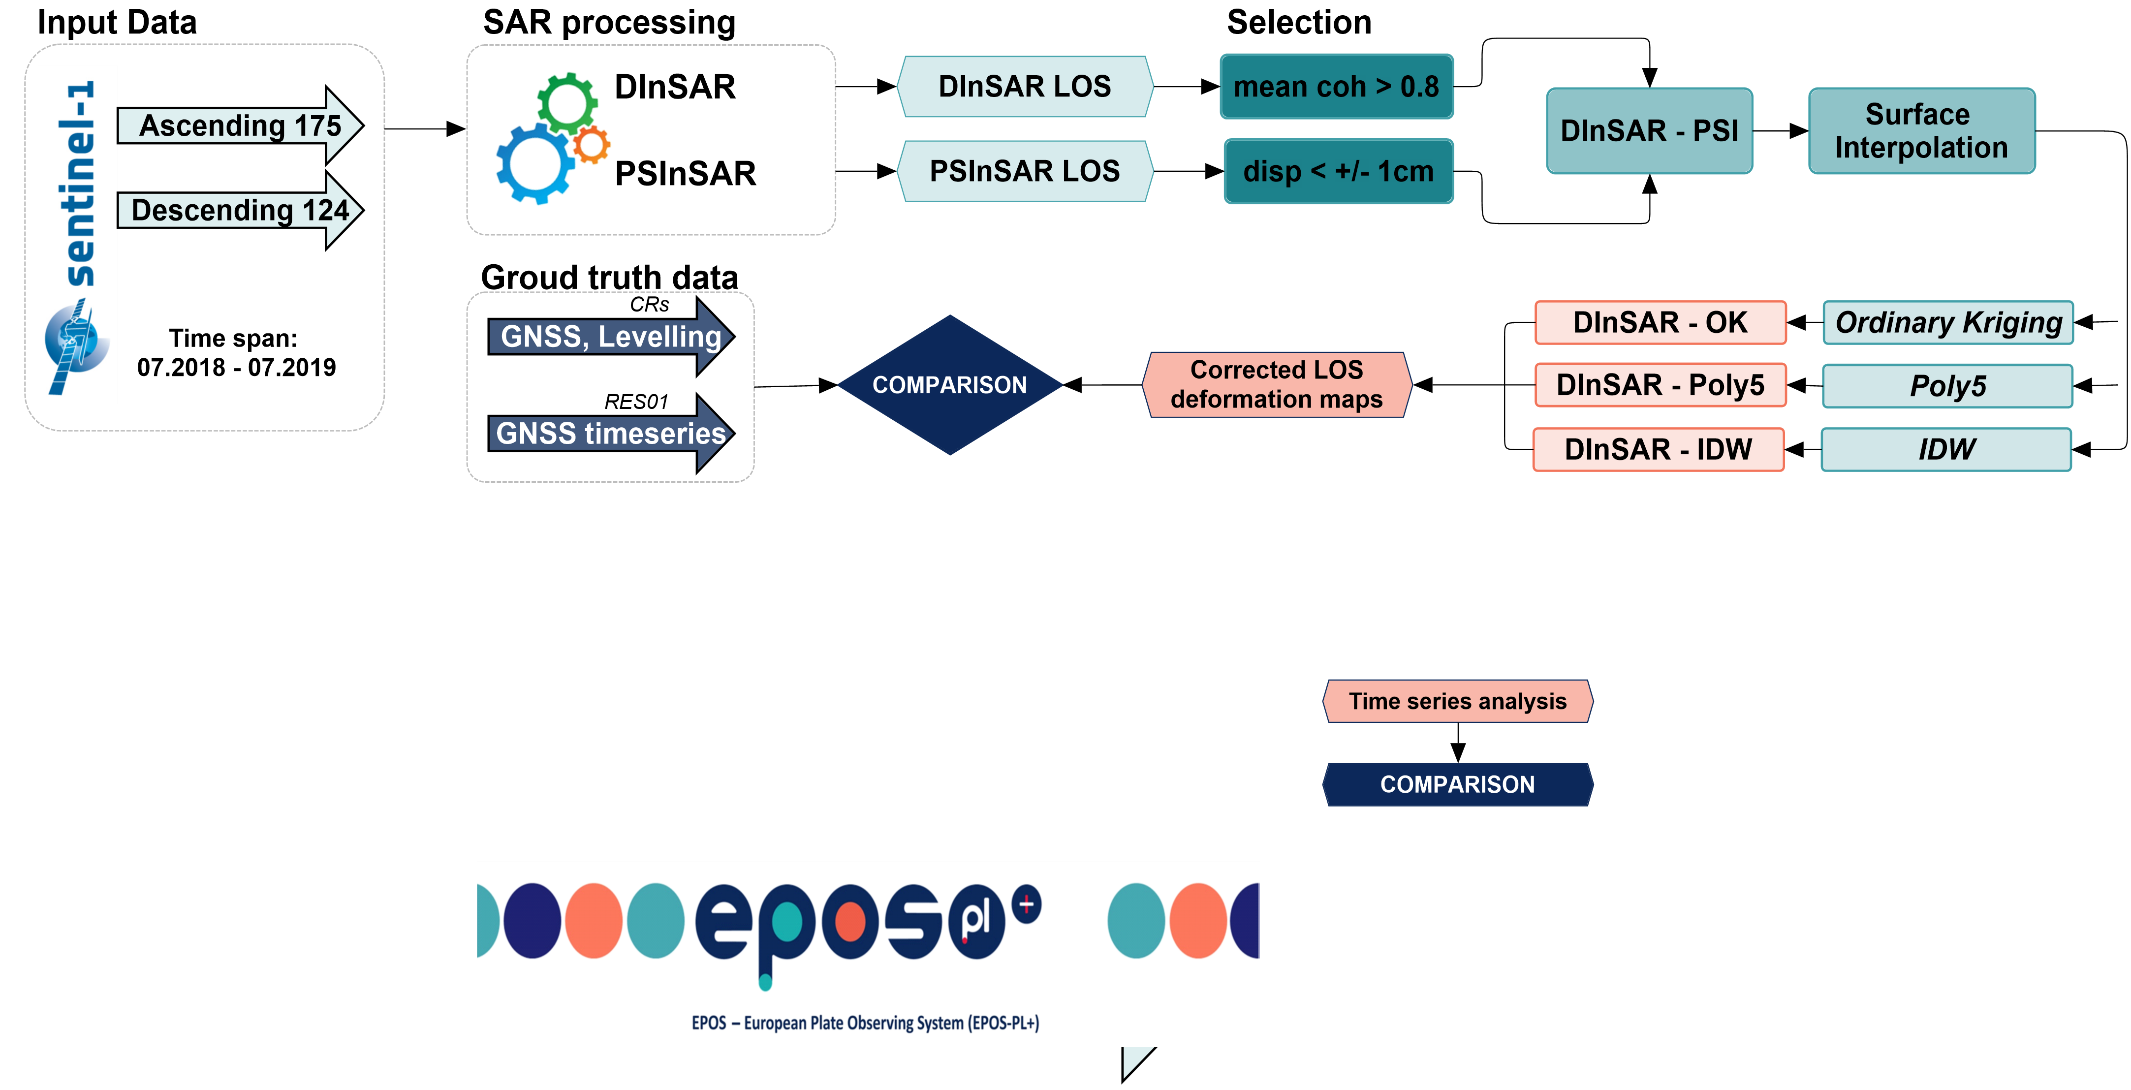 Input Data
sentinel-1
Ascending 175
Descending 124
Time span:
07.2018 - 07.2019
SAR processing
DInSAR
PSInSAR
DInSAR LOS
PSInSAR LOS
Selection
mean coh > 0.8
disp < +/- 1cm
DInSAR - PSI
Surface
Interpolation
Groud truth data
CRs
GNSS, Levelling
RES01
GNSS timeseries
COMPARISON
Corrected LOS
deformation maps
DInSAR - OK
DInSAR - Poly5
DInSAR - IDW
Ordinary Kriging
Poly5
IDW
Time series analysis
COMPARISON
epos pl +
EPOS – European Plate Observing System (EPOS-PL+)